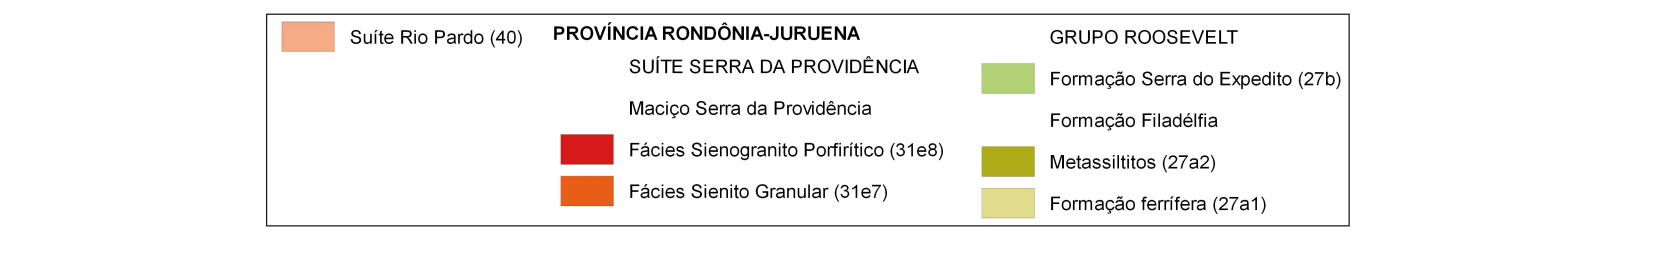 Suíte Rio Pardo (40)
PROVÍNCIA RONDÔNIA-JURUENA
SUÍTE SERRA DA PROVIDÊNCIA
Maciço Serra da Providência
Fácies Sienogranito Porfirítico (31e8)
Fácies Sienito Granular (31e7)
GRUPO ROOSEVELT
Formação Serra do Expedito (27b)
Formação Filadélfia
Metassiltitos (27a2)
Formação ferrífera (27a1)